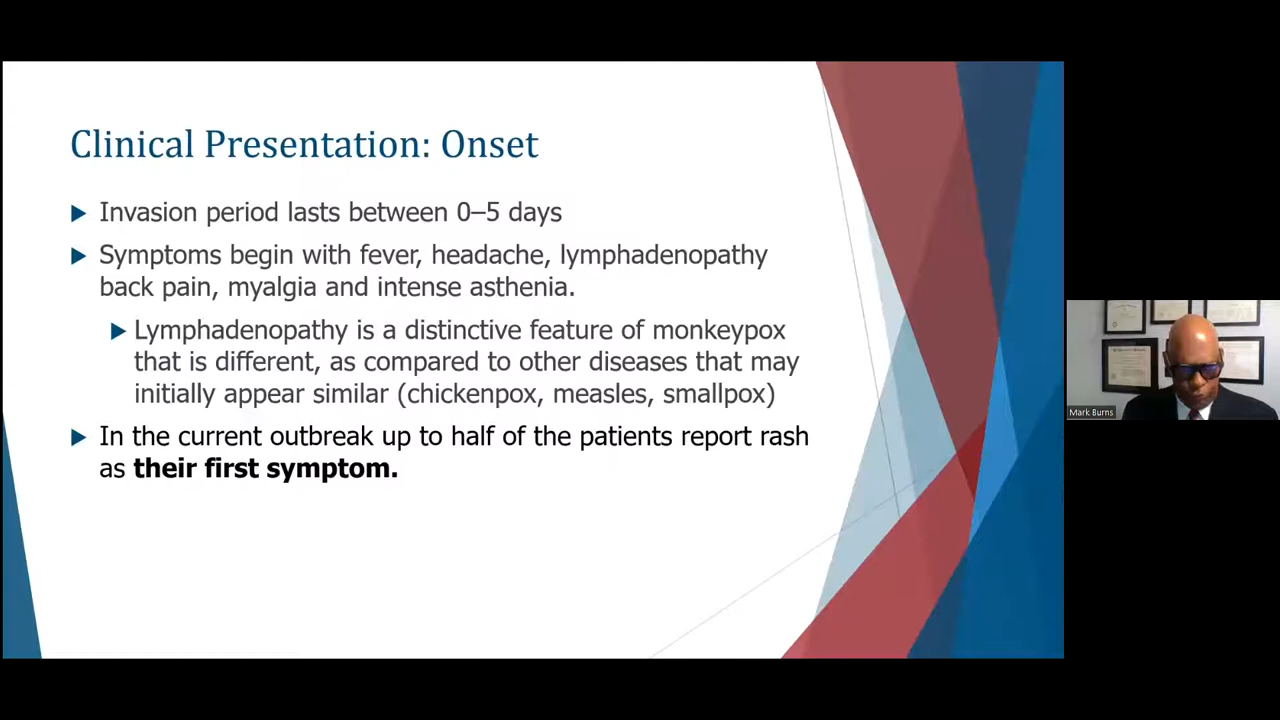 Clinical Presentation: Onset
Invasion period lasts between 0–5 days
Symptoms begin with fever, headache, lymphadenopathy
back pain, myalgia and intense asthenia.
Lymphadenopathy is a distinctive feature of monkeypox
that is different, as compared to other diseases that may
initially appear similar (chickenpox, measles, smallpox)
In the current outbreak up to half of the patients report rash
as their first symptom.
Mark Burns